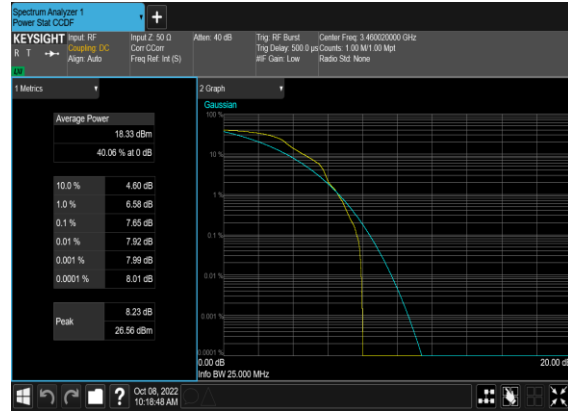 Spectrum Analyzer 1
Power Stat CCDF
+
KEYSIGHT
R T
LXI
Input: RF
Coupling: DC
Align: Auto
Input Z: 50 Ω
Corr CCorr
Freq Ref: Int (S)
Atten: 40 dB
Trig: RF Burst
Trig Delay: 500.0 µs
#IF Gain: Low
Center Freq: 3.460020000 GHz
Counts: 1.00 M/1.00 Mpt
Radio Std: None
1 Metrics
Average Power
18.33 dBm
40.06 % at 0 dB
10.0 % 4.60 dB
1.0 % 6.58 dB
0.1 % 7.65 dB
0.01 % 7.92 dB
0.001 % 7.99 dB
0.0001 % 8.01 dB
Peak
8.23 dB
26.56 dBm
2 Graph
Gaussian
100 %
10 %
1 %
0.1 %
0.01 %
0.001 %
0.0001 %
0.00 dB
20.00 dB
Info BW 25.000 MHz
?
Oct 08, 2022
10:18:48 AM